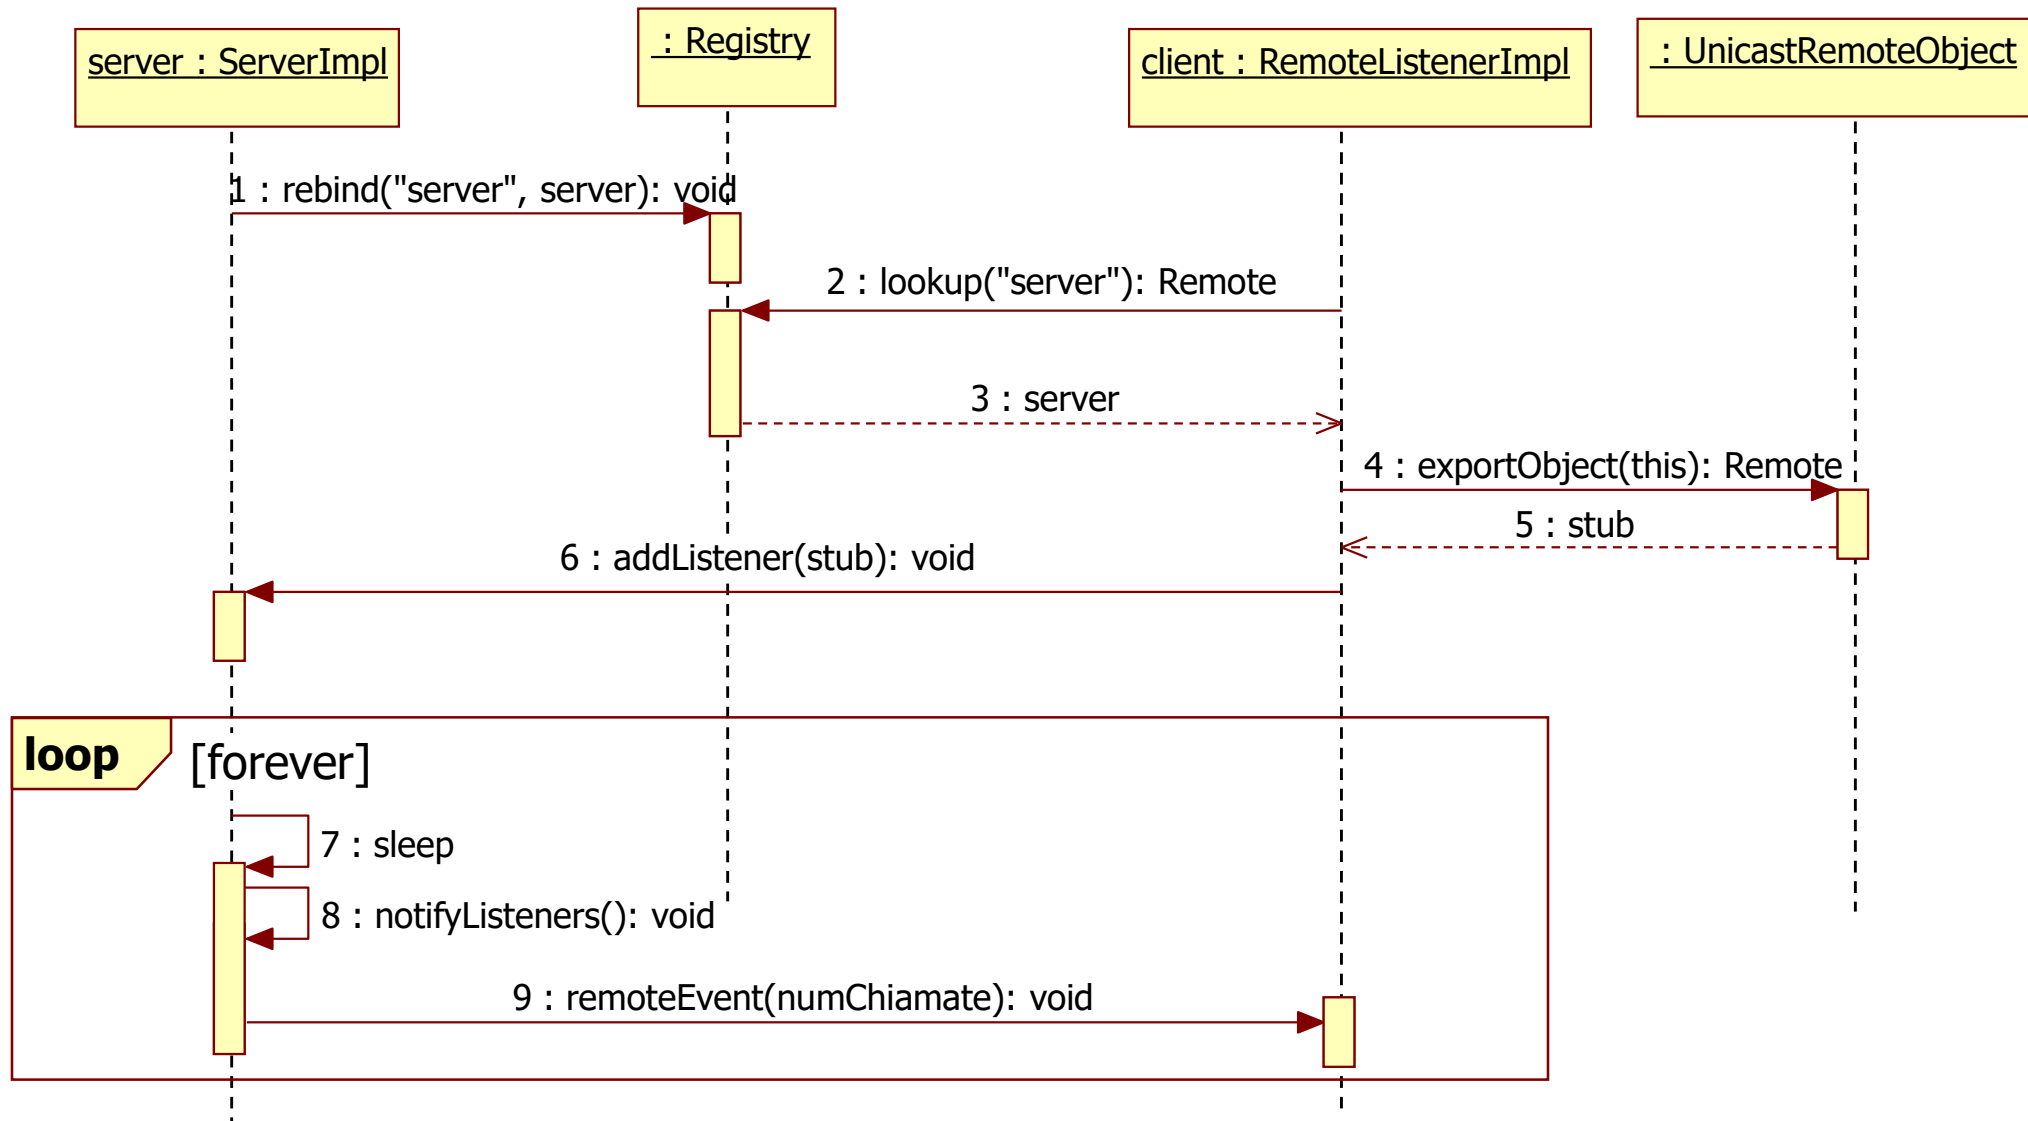 server : ServerImpl
: Registry
client : RemoteListenerImpl
: UnicastRemoteObject
1 : rebind("server", server): void
2 : lookup("server"): Remote
3 : server
4 : exportObject(this): Remote
5 : stub
6 : addListener(stub): void
loop
[forever]
7 : sleep
8 : notifyListeners(): void
9 : remoteEvent(numChiamate): void